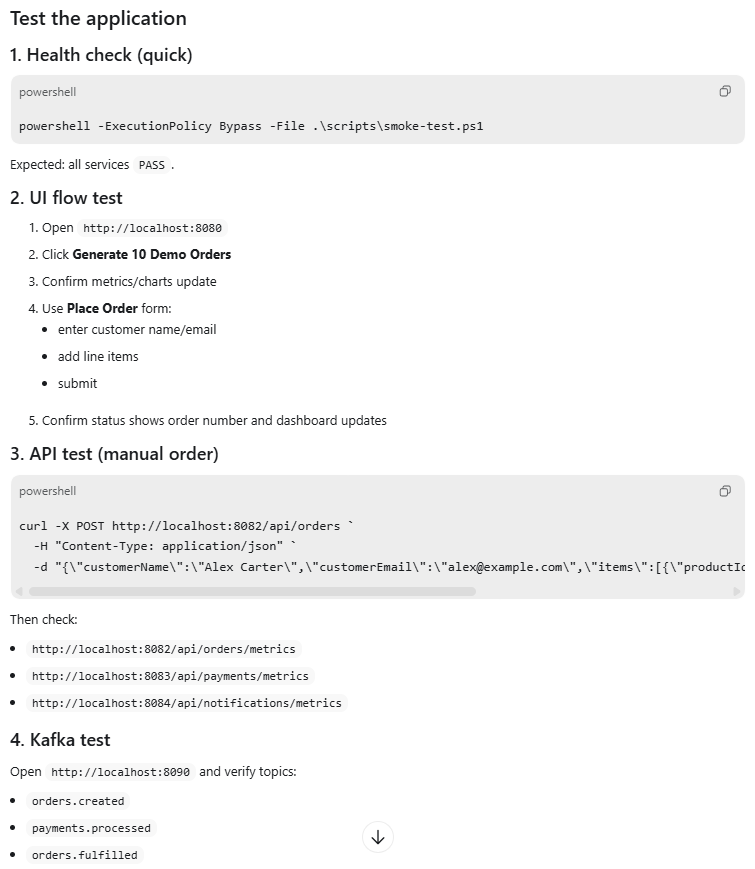 Test the application
1. Health check (quick)
powershell
powershell -ExecutionPolicy Bypass -File .\scripts\smoke-test.ps1
Expected: all services PASS .
2. UI flow test
1. Open http://localhost:8080
2. Click Generate 10 Demo Orders
3. Confirm metrics/charts update
4. Use Place Order form:
• enter customer name/email
• add line items
• submit
5. Confirm status shows order number and dashboard updates
3. API test (manual order)
powershell
curl -X POST http://localhost:8082/api/orders `
-H "Content-Type: application/json" `
-d "{\"customerName\":\"Alex Carter\",\"customerEmail\":\"alex@example.com\",\"items\":[{\"productId
Then check:
• http://localhost:8082/api/orders/metrics
• http://localhost:8083/api/payments/metrics
• http://localhost:8084/api/notifications/metrics
4. Kafka test
Open http://localhost:8090 and verify topics:
• orders.created
• payments.processed
• orders.fulfilled